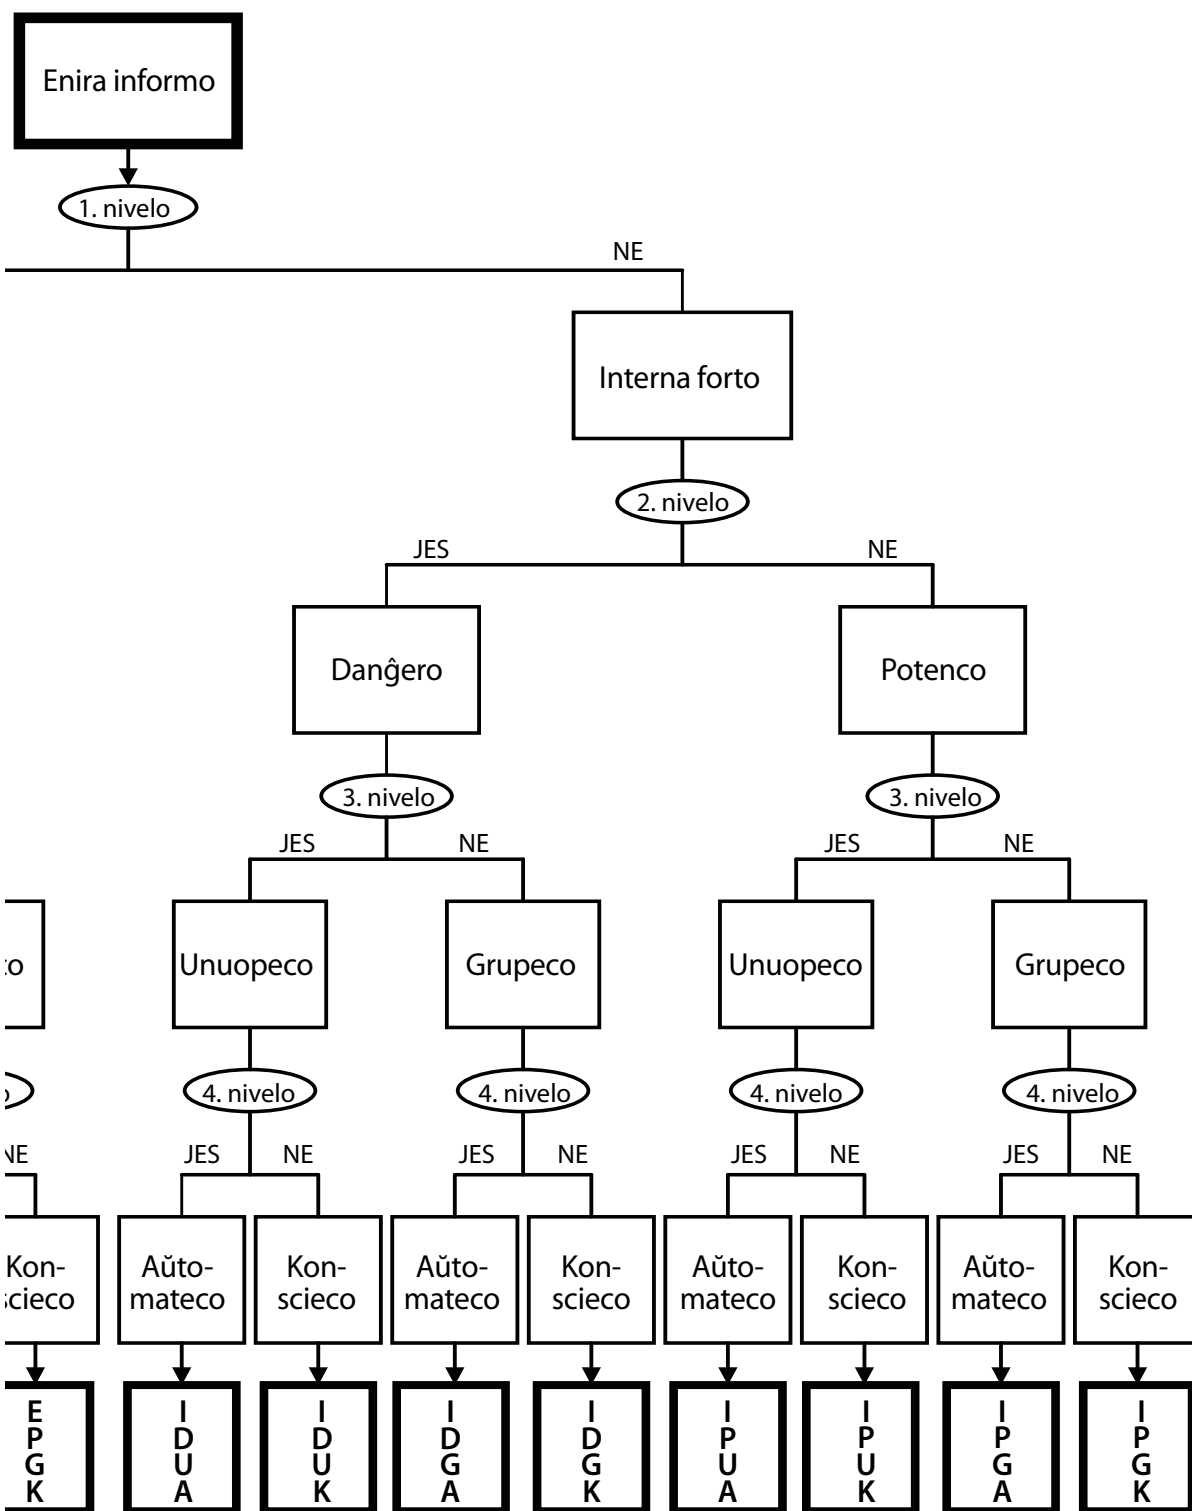 Enira informo
1. nivelo
NE
Interna forto
2. nivelo
JES NE
Danĝero Potenco
3. nivelo 3. nivelo
JES NE JES NE
Unuopeco Grupeco Unuopeco Grupeco
4. nivelo 4. nivelo 4. nivelo 4. nivelo
NE JES NE JES NE JES NE JES NE
Kon- Aŭto- Kon- Aŭto- Kon- Aŭto- Kon- Aŭto- Kon-
scieco mateco scieco mateco scieco mateco scieco mateco scieco
E I I I I I I I I
P D D D D P P P P
G U U G G U U G G
K A K A K A K A K